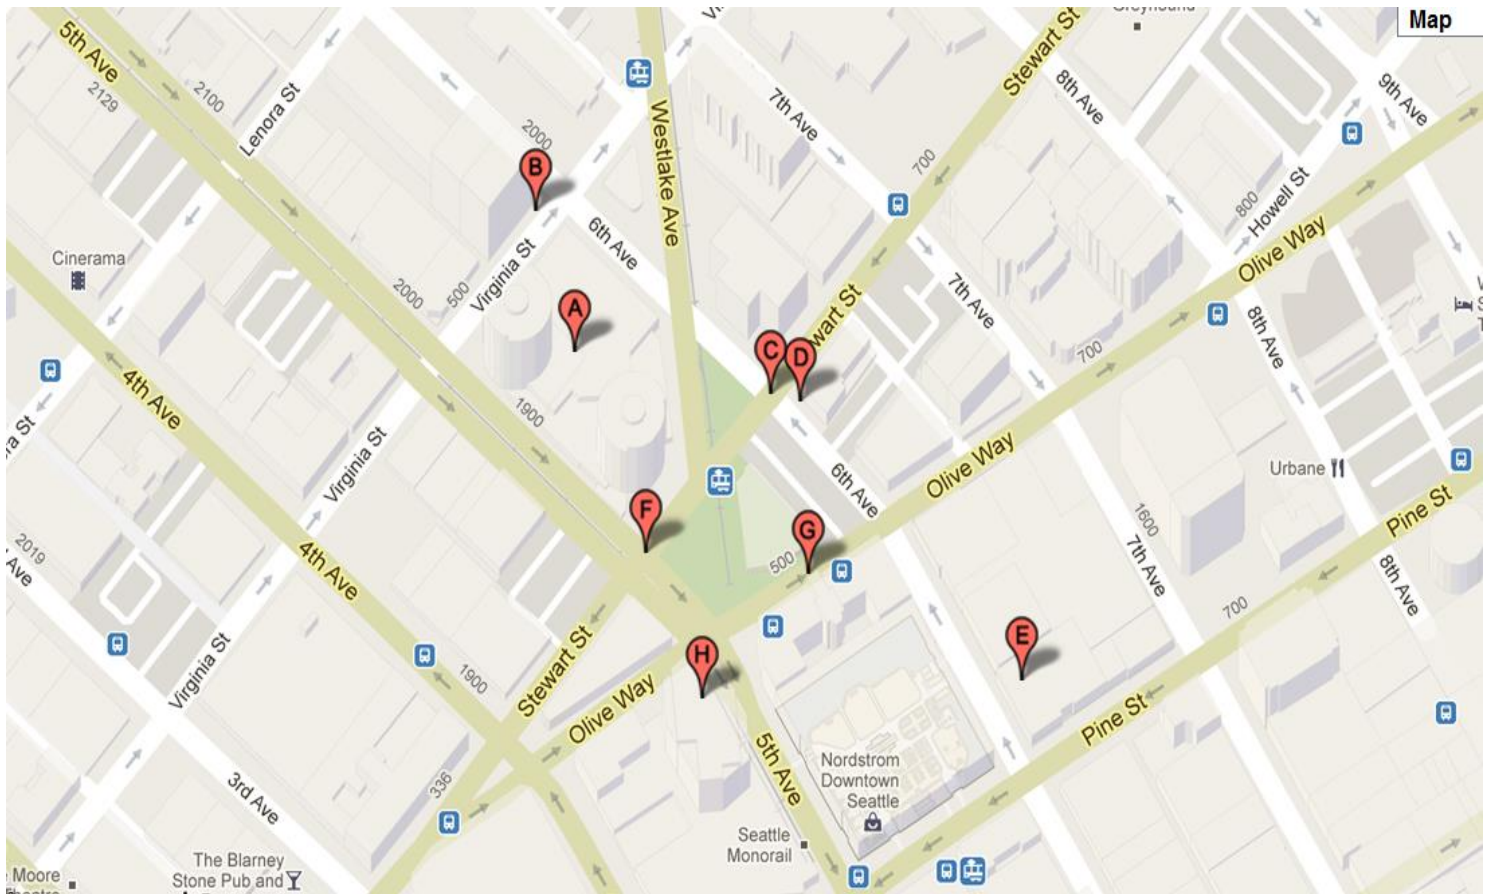 Map
Greyhound
5th Ave
2129
2100
Lenora St
2000
Westlake Ave
7th Ave
Stewart St
8th Ave
9th Ave
700
B
Virginia St
6th Ave
800
Howell St
Olive Way
Cinerama
2000
500
A
7th Ave
8th Ave
C
D
wart St
700
4th Ave
1900
Virginia St
Olive Way
6th Ave
Urbane
Pine St
1600
7th Ave
8th Ave
F
G
500
2019
Ave
4th Ave
700
E
H
Virginia St
1900
Stewart St
Olive Way
Pine St
5th Ave
Nordstrom
Downtown
Seattle
3rd Ave
336
Seattle
Monorail
The Blarney
Stone Pub and
Moore